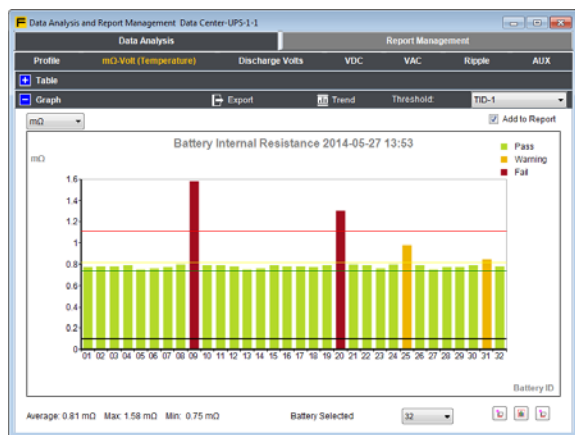 Data Analysis and Report Management Data Center-UPS-1-1
Data Analysis Report Management
Profile mΩ-Volt (Temperature) Discharge Volts VDC VAC Ripple AUX
Table
Graph Export Trend Threshold: TID-1
mΩ Add to Report
Battery Internal Resistance 2014-05-27 13:53
Pass
Warning
Fail
mΩ
1.6
1.4
1.2
1
0.8
0.6
0.4
0.2
0
01 02 03 04 05 06 07 08 09 10 11 12 13 14 15 16 17 18 19 20 21 22 23 24 25 26 27 28 29 30 31 32
Battery ID
Average: 0.81 mΩ Max: 1.58 mΩ Min: 0.75 mΩ Battery Selected 32